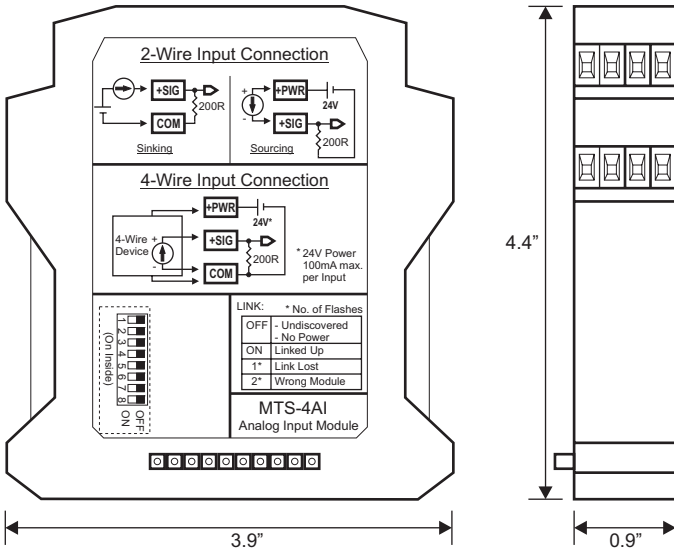 2-Wire Input Connection
+SIG
200R
COM
Sinking
+
-
+PWR
24V
+SIG
200R
Sourcing
4-Wire Input Connection
4-Wire +
Device
-
+PWR
24V*
+SIG
200R
COM
* 24V Power
100mA max.
per Input
1 2 3 4 5 6 7 8
(On Inside)
ON OFF
LINK: * No. of Flashes
OFF - Undiscovered
- No Power
ON Linked Up
1* Link Lost
2* Wrong Module
MTS-4AI
Analog Input Module
4.4”
3.9”
0.9”